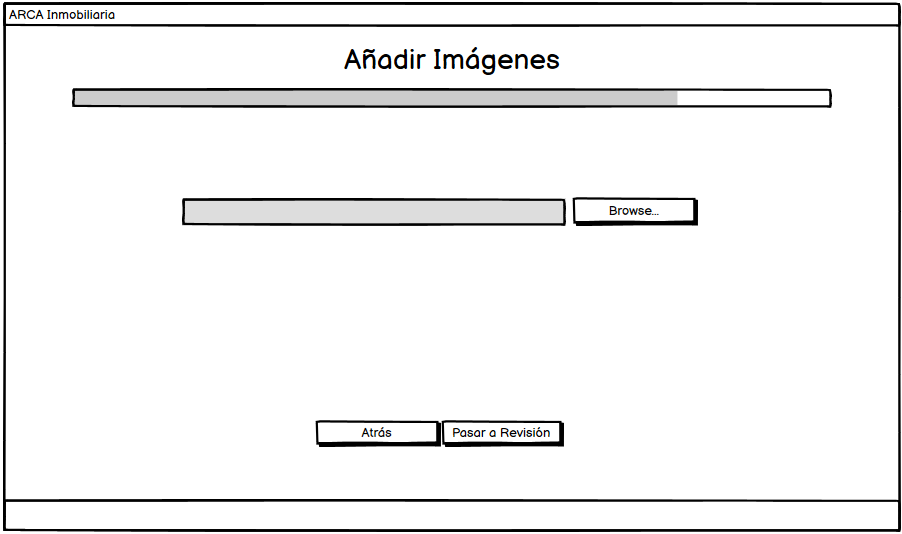 ARCA Inmobiliaria
Añadir Imágenes
Browse...
Atrás
Pasar a Revisión